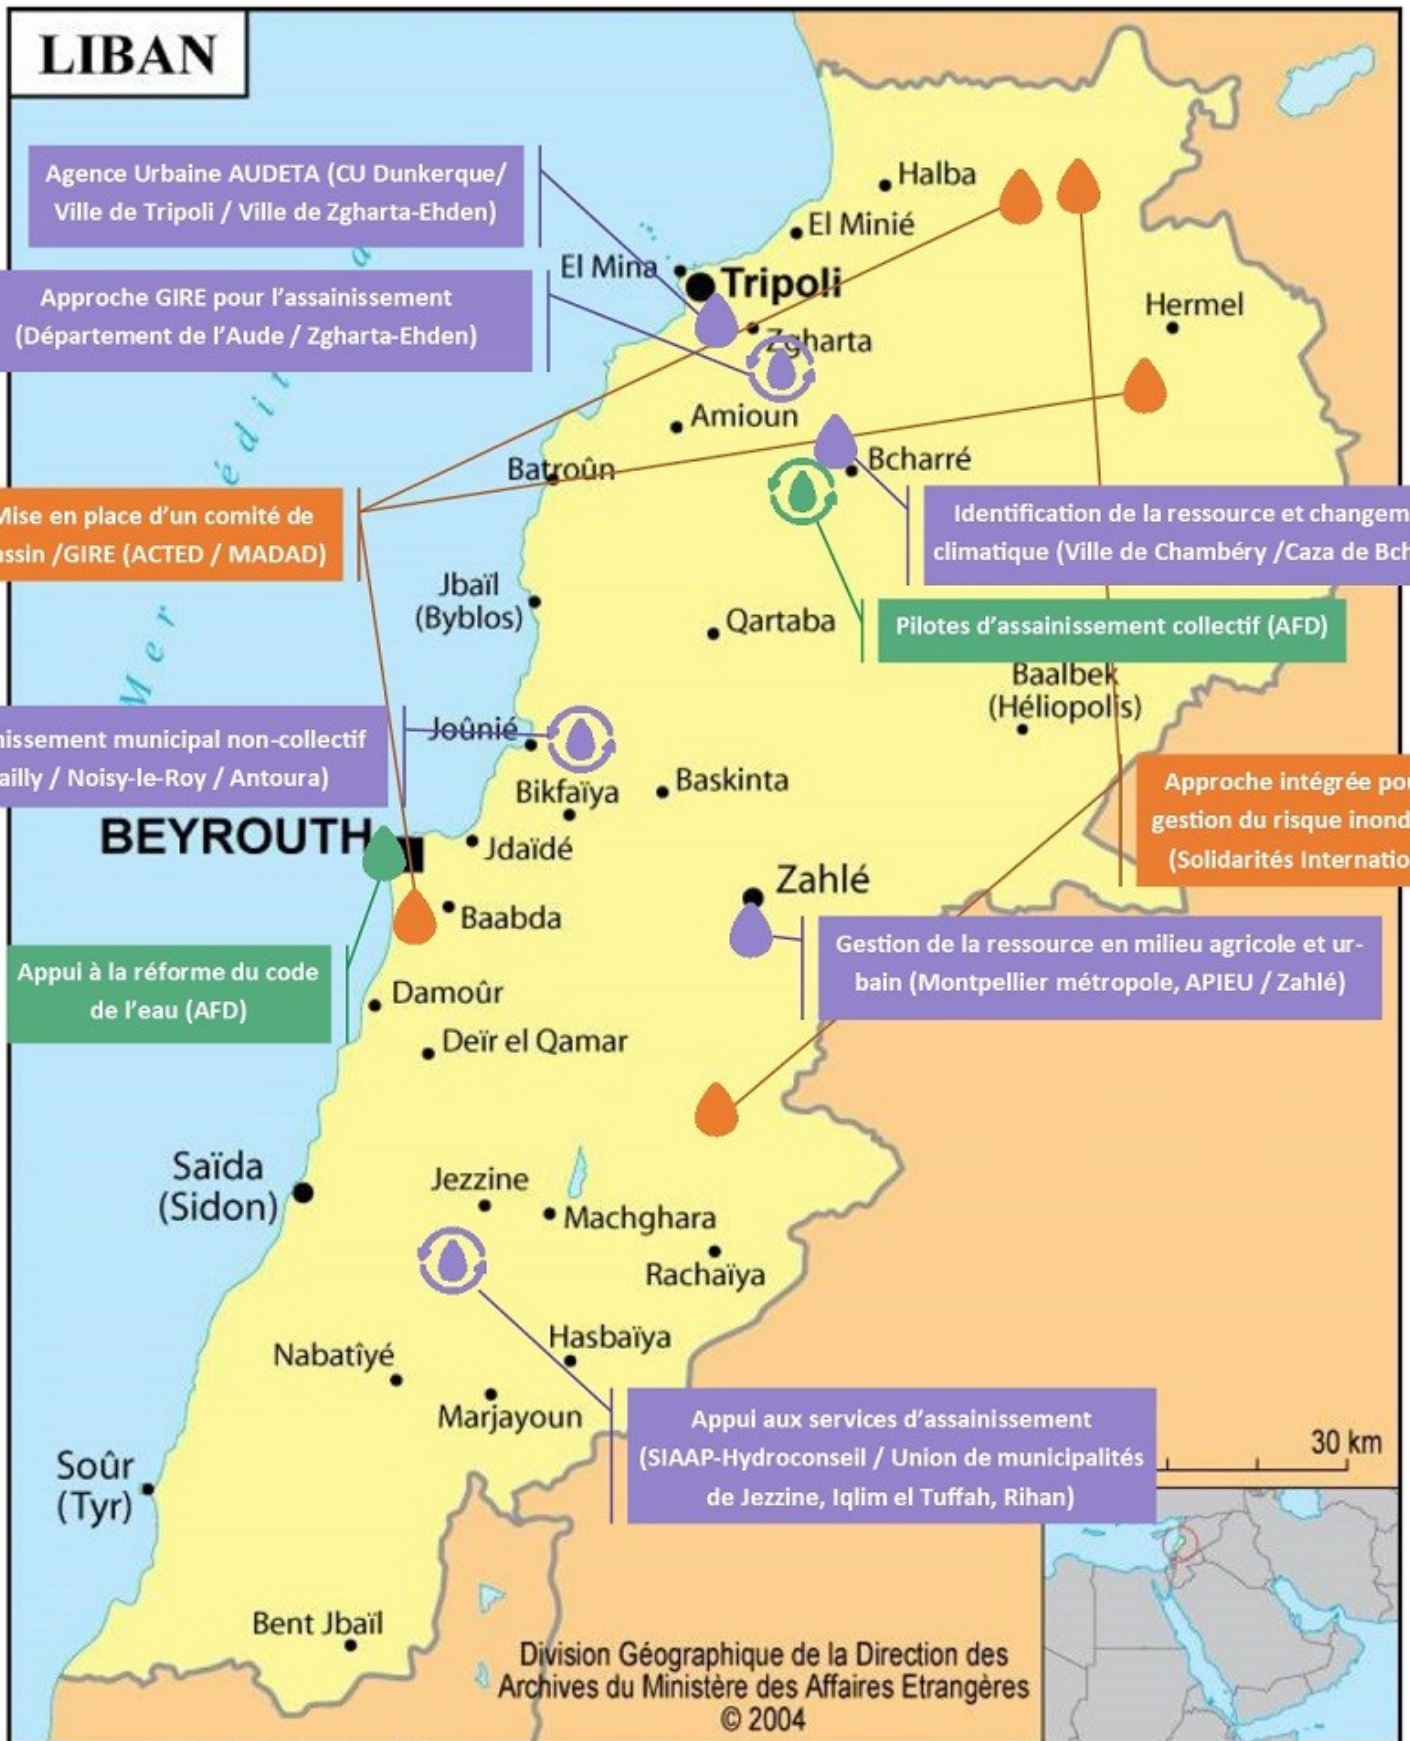 LIBAN
Agence Urbaine AUDETA (CU Dunkerque/
Ville de Tripoli / Ville de Zgharta-Ehden)
Halba
El Minié
El Mina
Tripoli
Approche GIRE pour l'assainissement
(Département de l'Aude / Zgharta-Ehden)
Hermel
Zgharta
Amioun
Batroûn
Bcharré
Mer
édit
Mise en place d'un comité de
assin /GIRE (ACTED / MADAD)
Identification de la ressource et changem
climatique (Ville de Chambéry /Caza de Bch
Jbaïl
(Byblos)
Qartaba
Pilotes d'assainissement collectif (AFD)
Baalbek
(Héliopolis)
nissement municipal non-collectif
ailly / Noisy-le-Roy / Antoura)
Joûnié
Bikfaïya
Baskinta
Approche intégrée pou
gestion du risque inond
(Solidarités Internatio
BEYROUTH
Jdaïdé
Zahlé
Baabda
Gestion de la ressource en milieu agricole et ur-
bain (Montpellier métropole, APIEU / Zahlé)
Appui à la réforme du code
de l'eau (AFD)
Damoûr
Deïr el Qamar
Saïda
(Sidon)
Jezzine
Machghara
Rachaïya
Hasbaïya
Nabatîyé
Marjayoun
Appui aux services d'assainissement
(SIAAP-Hydroconseil / Union de municipalités
de Jezzine, Iqlim el Tuffah, Rihan)
30 km
Soûr
(Tyr)
Bent Jbaïl
Division Géographique de la Direction des
Archives du Ministère des Affaires Etrangères
© 2004